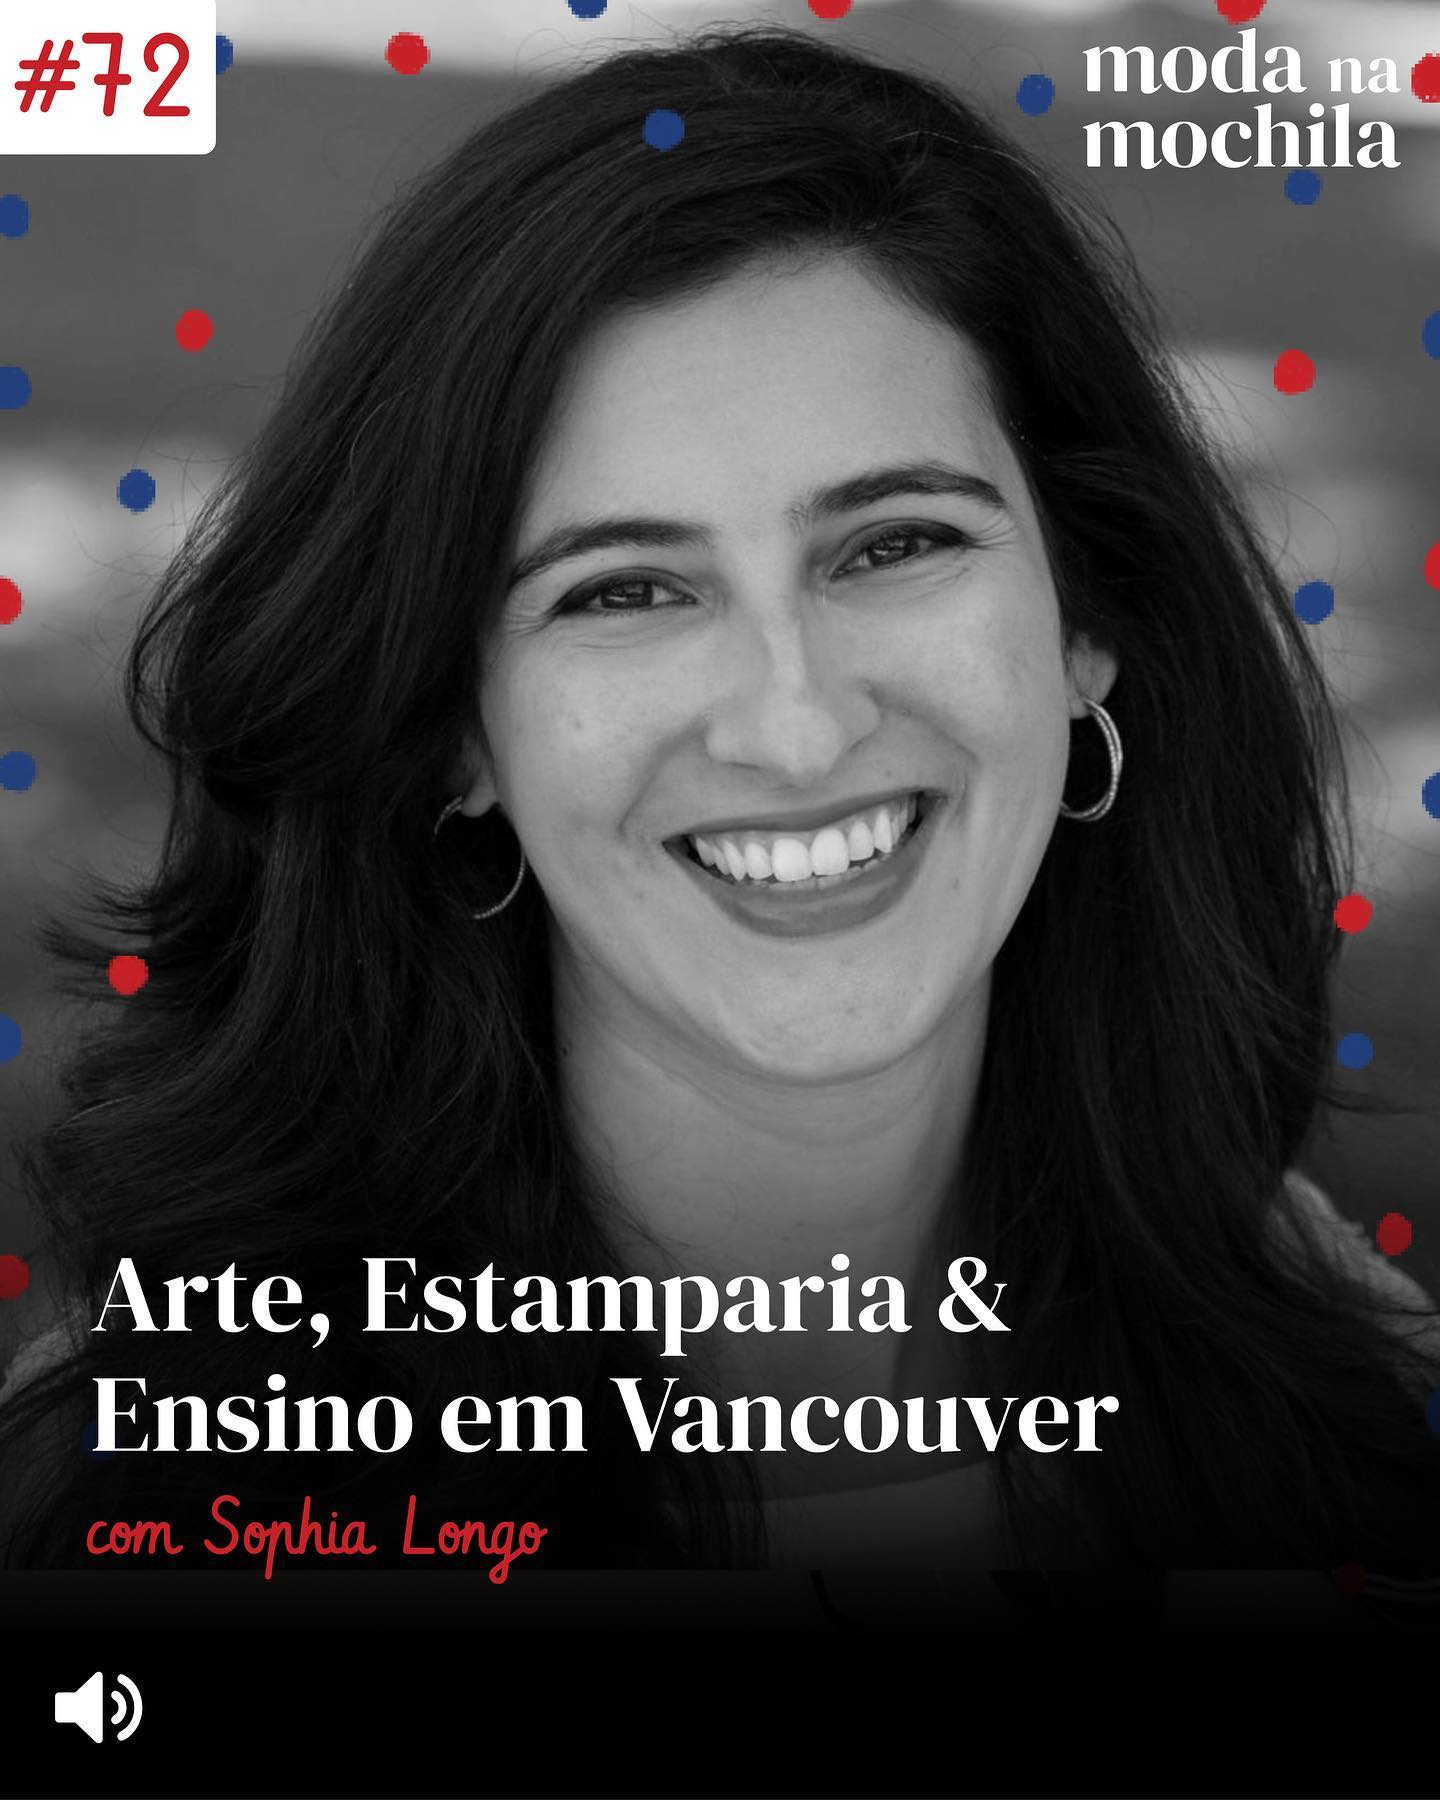 #72
moda na
mochila
Arte, Estamparia &
Ensino em Vancouver
com Sophia Longo